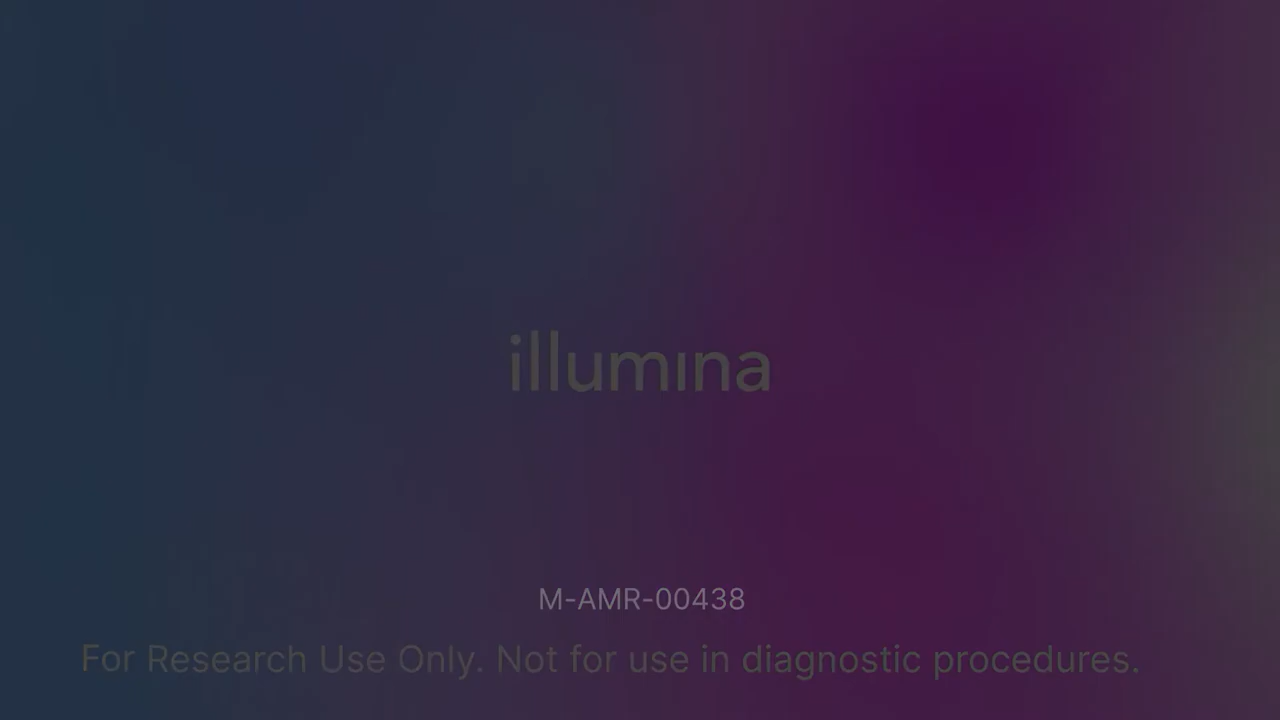 illumina
M-AMR-00438
For Research Use Only. Not for use in diagnostic procedures.